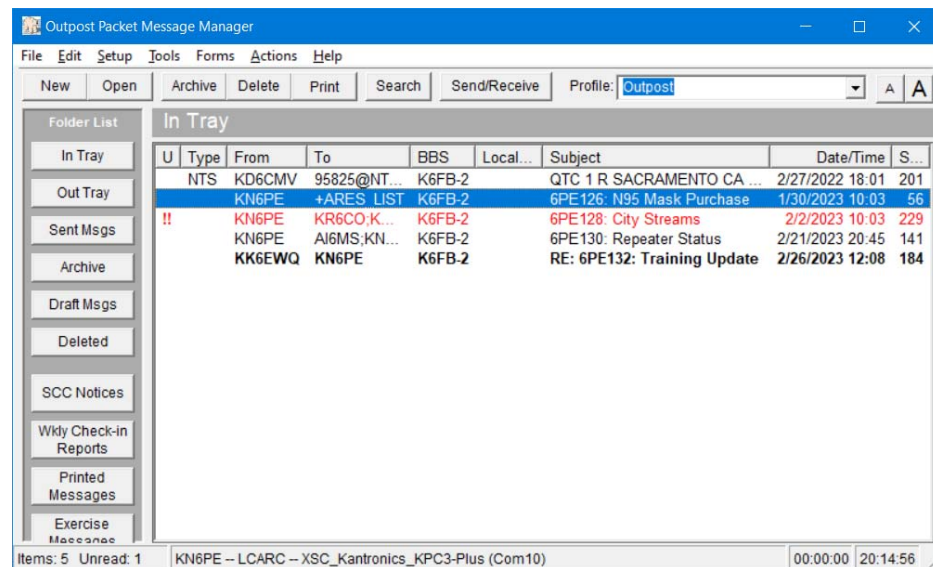 Outpost Packet Message Manager
File Edit Setup Tools Forms Actions Help
New Open Archive Delete Print Search Send/Receive Profile: Outpost A A
Folder List In Tray
In Tray
Out Tray
Sent Msgs
Archive
Draft Msgs
Deleted
SCC Notices
Wkly Check-in
Reports
Printed
Messages
Exercise
Messages
U Type From To BBS Local... Subject Date/Time S...
NTS KD6CMV 95825@NT... K6FB-2 QTC 1 R SACRAMENTO CA ... 2/27/2022 18:01 201
KN6PE +ARES_LIST K6FB-2 6PE126: N95 Mask Purchase 1/30/2023 10:03 56
!! KN6PE KR6CO;K... K6FB-2 6PE128: City Streams 2/2/2023 10:03 229
KN6PE AI6MS;KN... K6FB-2 6PE130: Repeater Status 2/21/2023 20:45 141
KK6EWQ KN6PE K6FB-2 RE: 6PE132: Training Update 2/26/2023 12:08 184
Items: 5 Unread: 1 KN6PE -- LCARC -- XSC_Kantronics_KPC3-Plus (Com10) 00:00:00 20:14:56